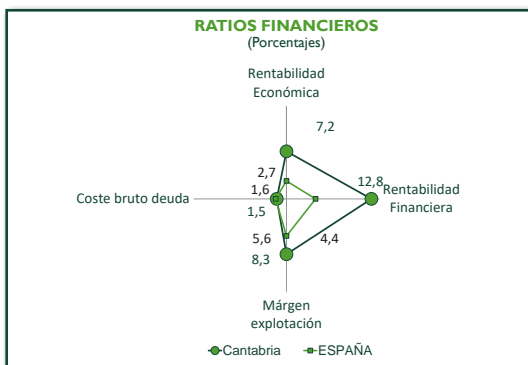 RATIOS FINANCIEROS
(Porcentajes)
Rentabilidad
Económica
7,2
2,7
12,8
1,6
Coste bruto deuda
Rentabilidad
Financiera
1,5
5,6
4,4
8,3
Márgen
explotación
Cantabria
ESPAÑA